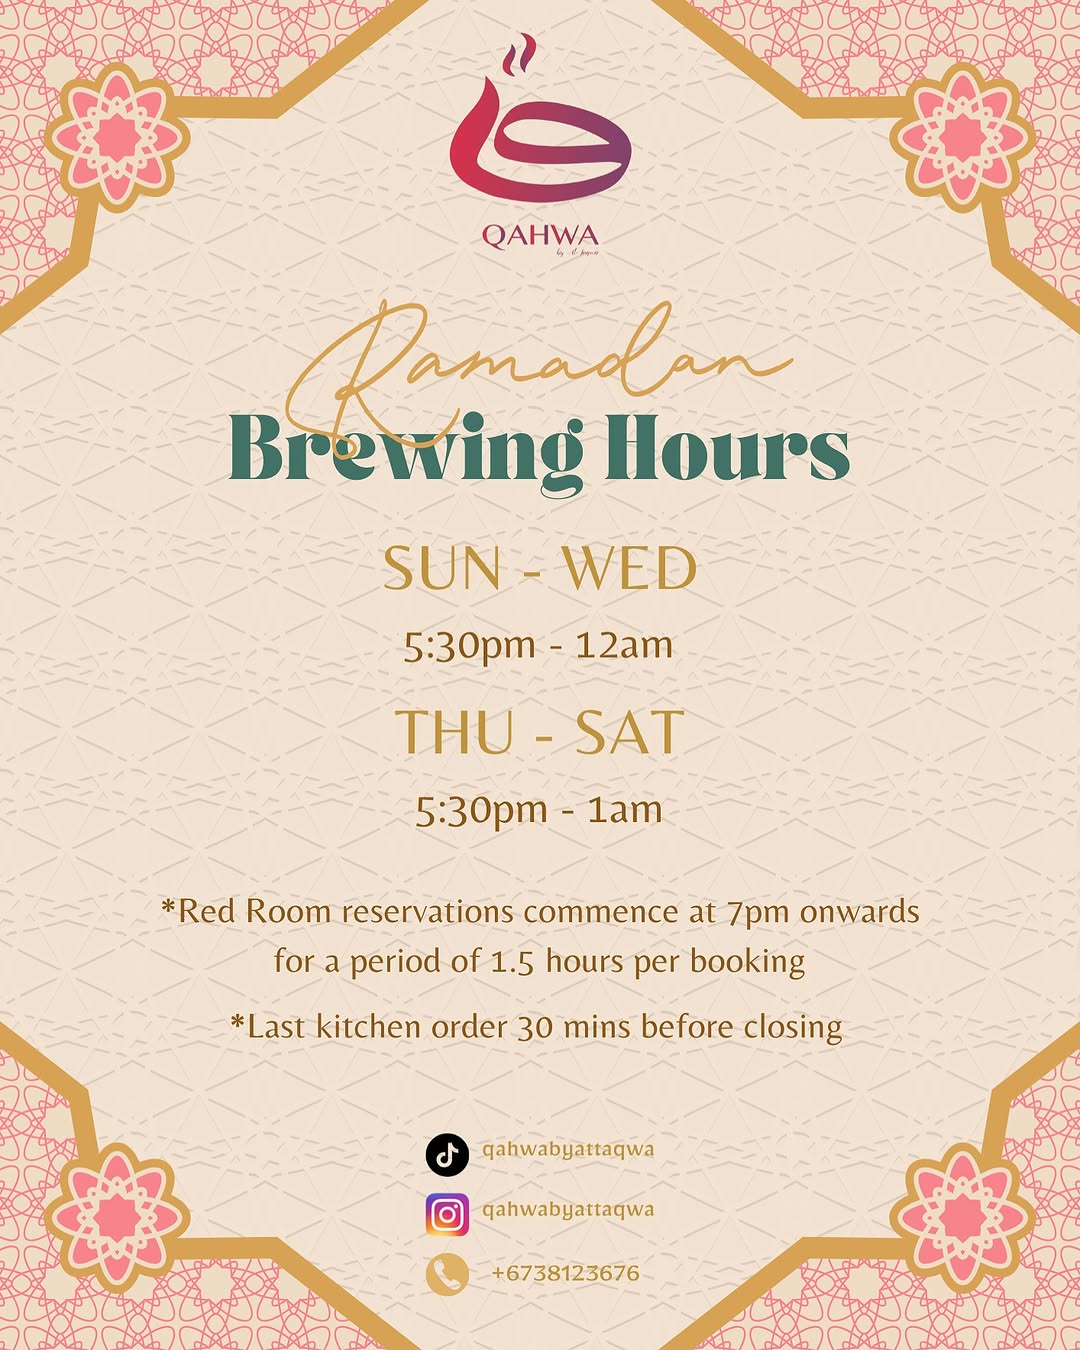 QAHWA
Ramadan
Brewing Hours
SUN - WED
5:30pm - 12am
THU - SAT
5:30pm - 1am
*Red Room reservations commence at 7pm onwards
for a period of 1.5 hours per booking
*Last kitchen order 30 mins before closing
qahwabyattaqwa
qahwabyattaqwa
+6738123676